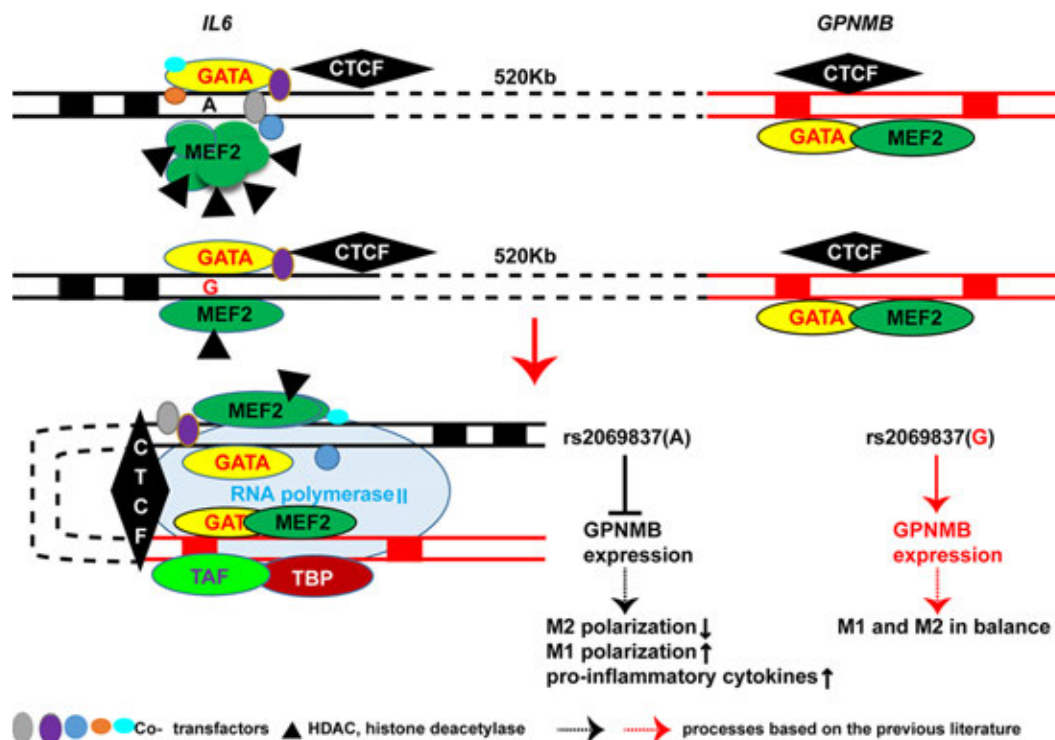 IL6
GPNMB
CTCF
CTCF
GATA
520Kb
A
MEF2
GATA
MEF2
CTCF
CTCF
GATA
520Kb
G
MEF2
GATA
MEF2
MEF2
CTCF
GATA
RNA polymerase II
GAT
MEF2
TAF
TBP
rs2069837(A)
rs2069837(G)
GPNMB
expression
GPNMB
expression
M2 polarization↓
M1 polarization↑
pro-inflammatory cytokines↑
M1 and M2 in balance
Co- transfactors
HDAC, histone deacetylase
processes based on the previous literature